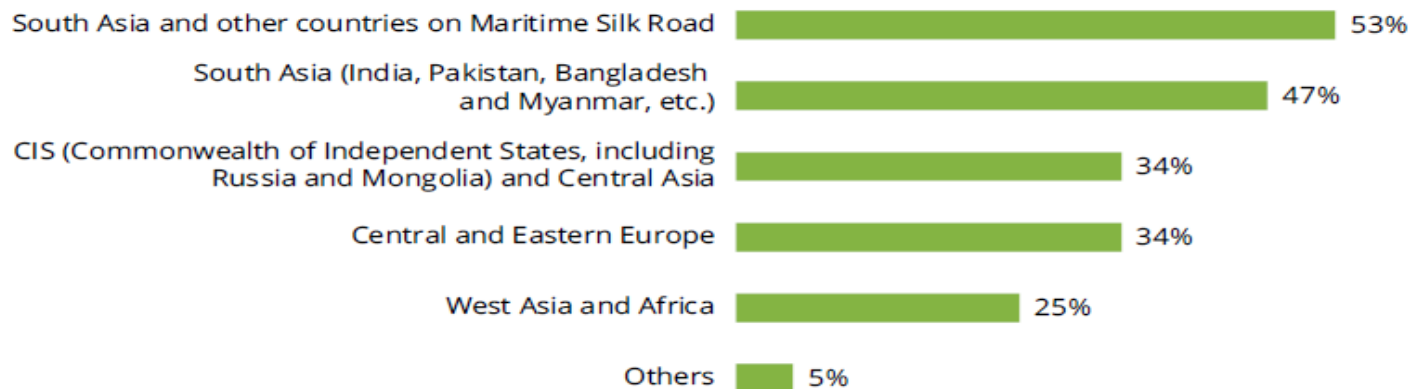 South Asia and other countries on Maritime Silk Road 53%
South Asia (India, Pakistan, Bangladesh
and Myanmar, etc.) 47%
CIS (Commonwealth of Independent States, including
Russia and Mongolia) and Central Asia 34%
Central and Eastern Europe 34%
West Asia and Africa 25%
Others 5%